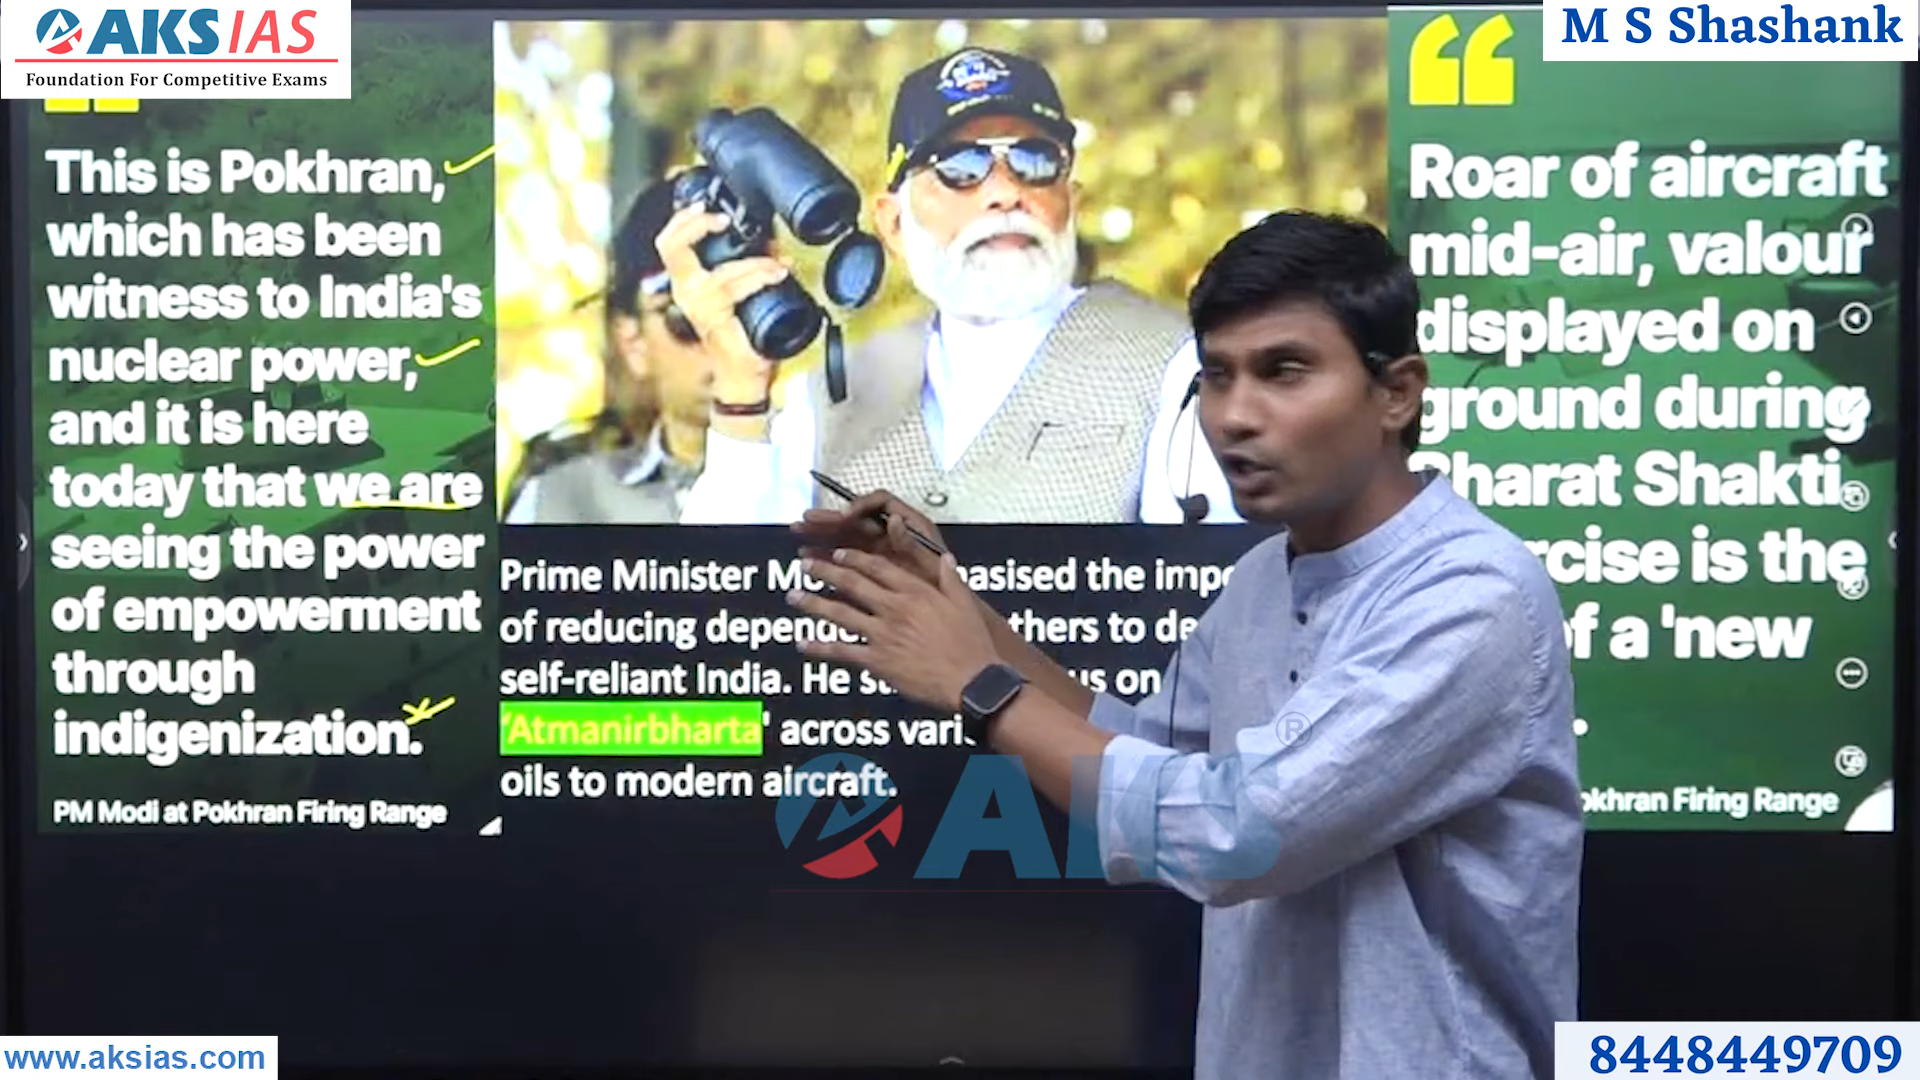 AKS IAS
Foundation For Competitive Exams
M S Shashank
This is Pokhran,
which has been
witness to India's
nuclear power,
and it is here
today that we are
seeing the power
of empowerment
through
indigenization.
PM Modi at Pokhran Firing Range
Prime Minister
of reducing
self-reliant India. He
'Atmanirbharta' across
oils to modern aircraft.
Roar of aircraft
mid-air, valour
displayed on
ground during
Bharat Shakti
is the
of a 'new
Pokhran Firing Range
AKS
®
www.aksias.com
8448449709